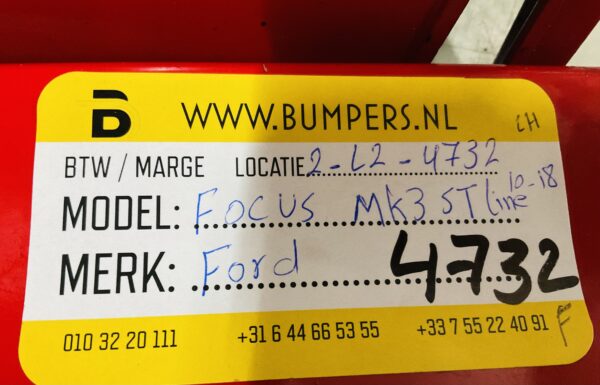 B WWW.BUMPERS.NL LH
BTW / MARGE LOCATIE 2-L2-4732
MODEL: FOCUS MK3 ST line 10-18
MERK: Ford 4732
010 32 20 111 +31 6 44 66 53 55 +33 7 55 22 40 91 F